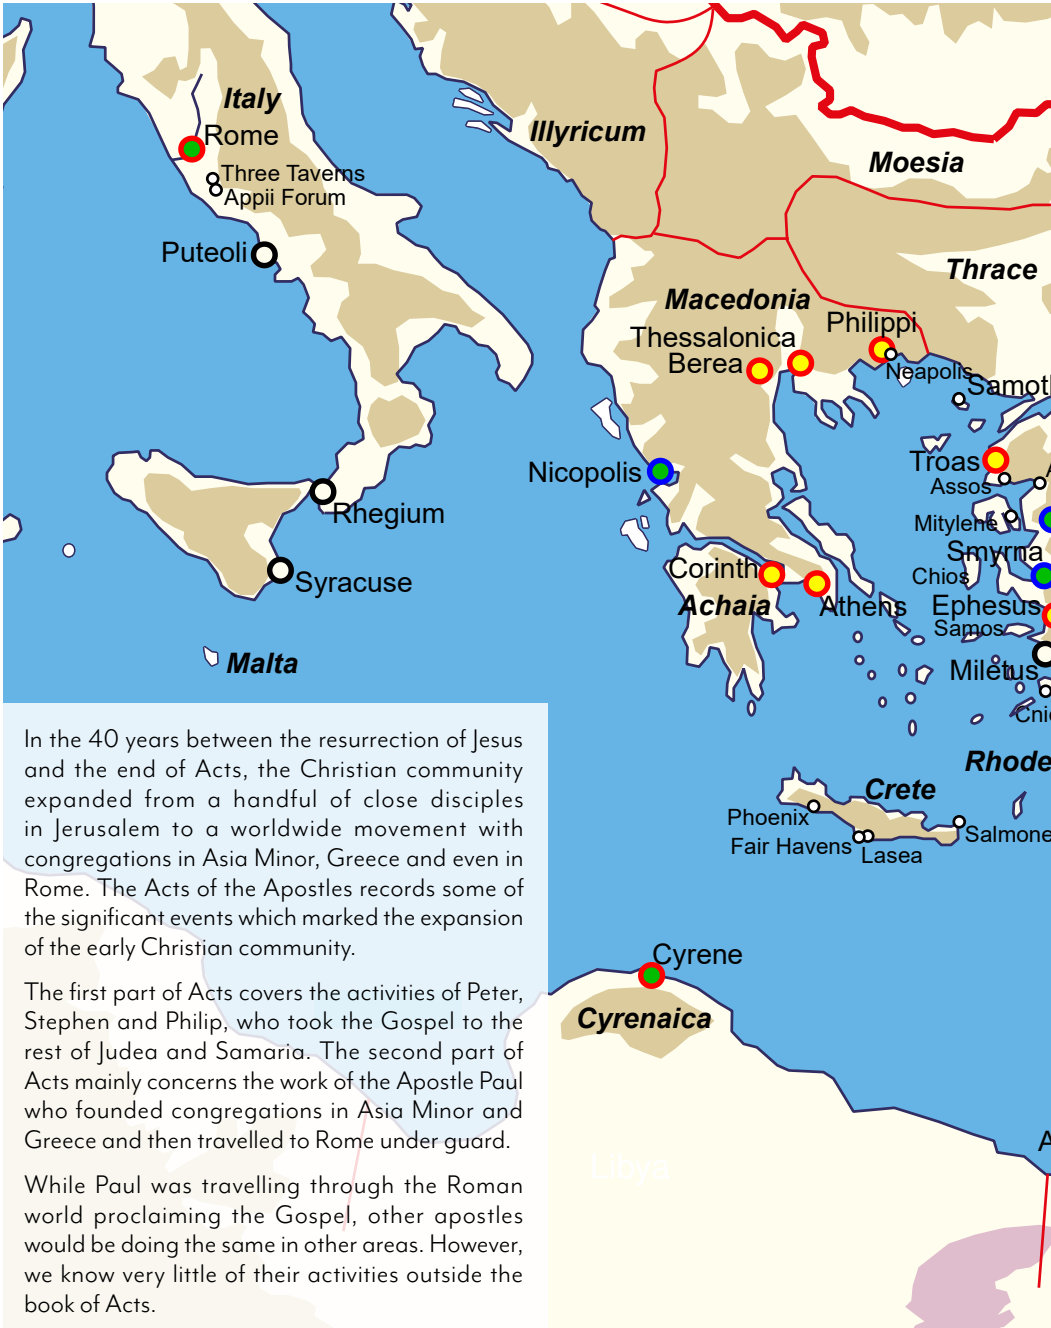 Italy
Rome
Three Taverns
Appii Forum
Puteoli
Illyricum
Moesia
Thrace
Macedonia
Philippi
Thessalonica
Berea
Neapolis
Samoth
Nicopolis
Troas
A
Assos
Mitylene
Smyrna
Chios
Corinth
Achaia
Athens
Ephesus
Samos
Miletus
Cnid
Rhegium
Syracuse
Malta
Rhode
Crete
Phoenix
Salmone
Fair Havens
Lasea
Cyrene
Cyrenaica
Libya
A
In the 40 years between the resurrection of Jesus
and the end of Acts, the Christian community
expanded from a handful of close disciples
in Jerusalem to a worldwide movement with
congregations in Asia Minor, Greece and even in
Rome. The Acts of the Apostles records some of
the significant events which marked the expansion
of the early Christian community.
The first part of Acts covers the activities of Peter,
Stephen and Philip, who took the Gospel to the
rest of Judea and Samaria. The second part of
Acts mainly concerns the work of the Apostle Paul
who founded congregations in Asia Minor and
Greece and then travelled to Rome under guard.
While Paul was travelling through the Roman
world proclaiming the Gospel, other apostles
would be doing the same in other areas. However,
we know very little of their activities outside the
book of Acts.